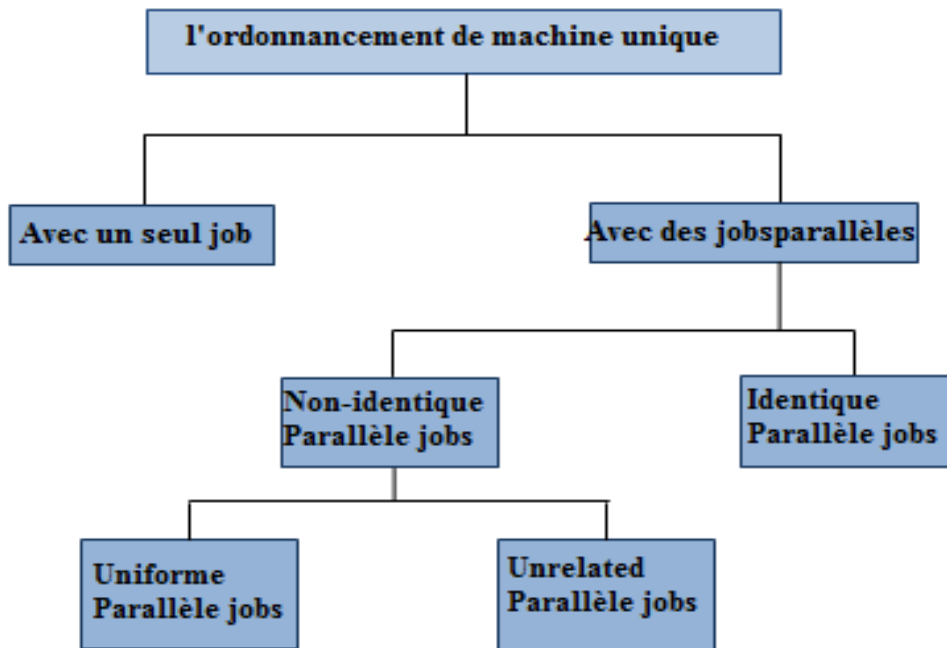 l'ordonnancement de machine unique
Avec un seul job
Avec des jobsparallèles
Non-identique
Parallèle jobs
Identique
Parallèle jobs
Uniforme
Parallèle jobs
Unrelated
Parallèle jobs